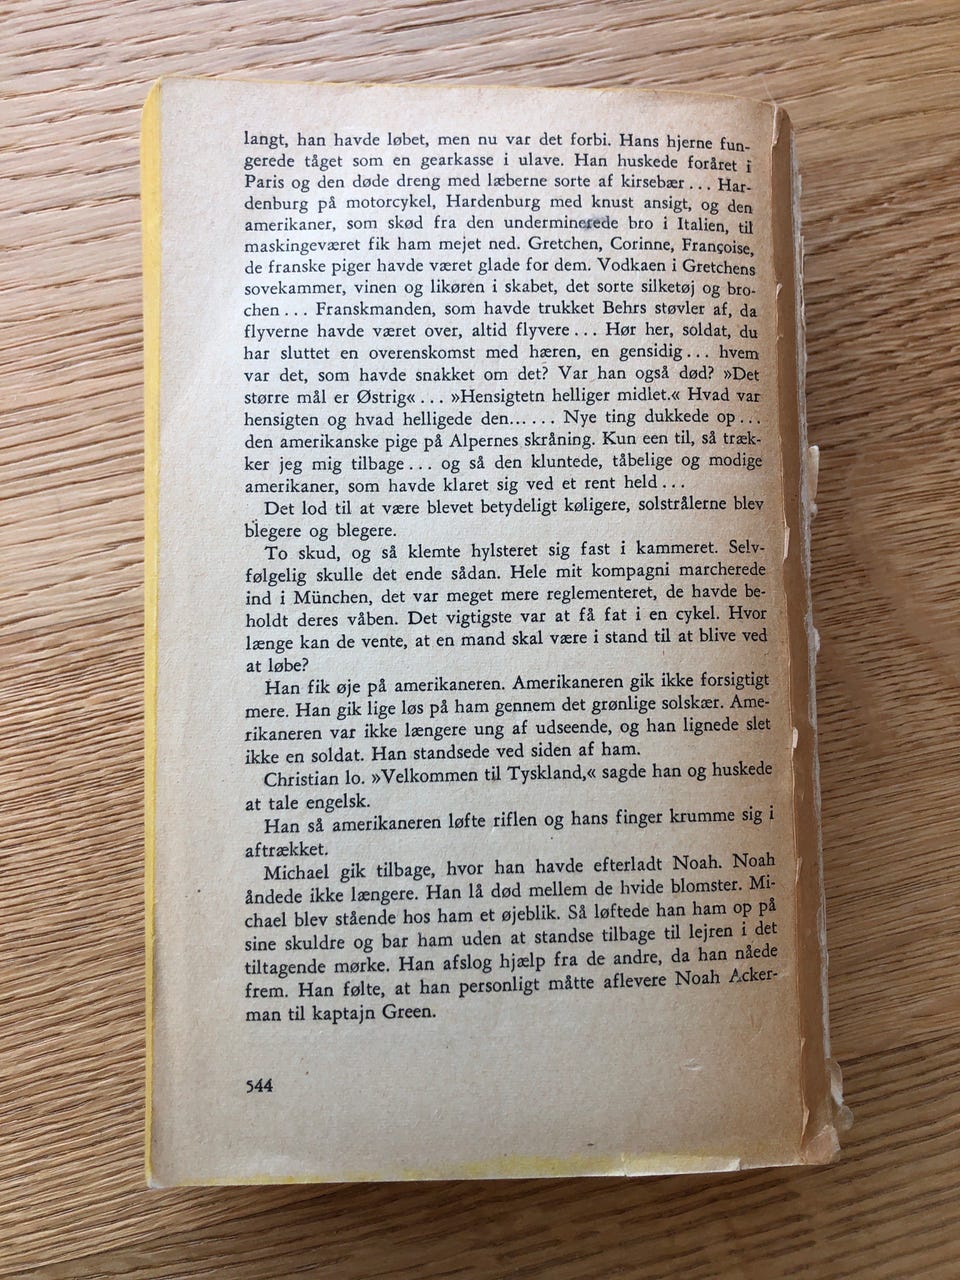 langt, han havde løbet, men nu var det forbi. Hans hjerne fun-
gerede tåget som en gearkasse i ulave. Han huskede foråret i
Paris og den døde dreng med læberne sorte af kirsebær... Har-
denburg på motorcykel, Hardenburg med knust ansigt, og den
amerikaner, som skød fra den underminerede bro i Italien, til
maskingeværet fik ham mejet ned. Gretchen, Corinne, Françoise,
de franske piger havde været glade for dem. Vodkaen i Gretchens
sovekammer, vinen og likøren i skabet, det sorte silketøj og bro-
chen... Franskmanden, som havde trukket Behrs støvler af, da
flyverne havde været over, altid flyvere... Hør her, soldat, du
har sluttet en overenskomst med hæren, en gensidig... hvem
var det, som havde snakket om det? Var han også død? »Det
større mål er Østrig«... »Hensigtetn helliger midlet.« Hvad var
hensigten og hvad helligede den...... Nye ting dukkede op...
den amerikanske pige på Alpernes skråning. Kun een til, så træk-
ker jeg mig tilbage... og så den kluntede, tåbelige og modige
amerikaner, som havde klaret sig ved et rent held...
Det lod til at være blevet betydeligt køligere, solstrålerne blev
blegere og blegere.
To skud, og så klemte hylsteret sig fast i kammeret. Selv-
følgelig skulle det ende sådan. Hele mit kompagni marcherede
ind i München, det var meget mere reglementeret, de havde be-
holdt deres våben. Det vigtigste var at få fat i en cykel. Hvor
længe kan de vente, at en mand skal være i stand til at blive ved
at løbe?
Han fik øje på amerikaneren. Amerikaneren gik ikke forsigtigt
mere. Han gik lige løs på ham gennem det grønlige solskær. Ame-
rikaneren var ikke længere ung af udseende, og han lignede slet
ikke en soldat. Han standsede ved siden af ham.
Christian lo. »Velkommen til Tyskland,« sagde han og huskede
at tale engelsk.
Han så amerikaneren løfte riflen og hans finger krumme sig i
aftrækket.
Michael gik tilbage, hvor han havde efterladt Noah. Noah
åndede ikke længere. Han lå død mellem de hvide blomster. Mi-
chael blev stående hos ham et øjeblik. Så løftede han ham op på
sine skuldre og bar ham uden at standse tilbage til lejren i det
tiltagende mørke. Han afslog hjælp fra de andre, da han nåede
frem. Han følte, at han personligt måtte aflevere Noah Acker-
man til kaptajn Green.
544